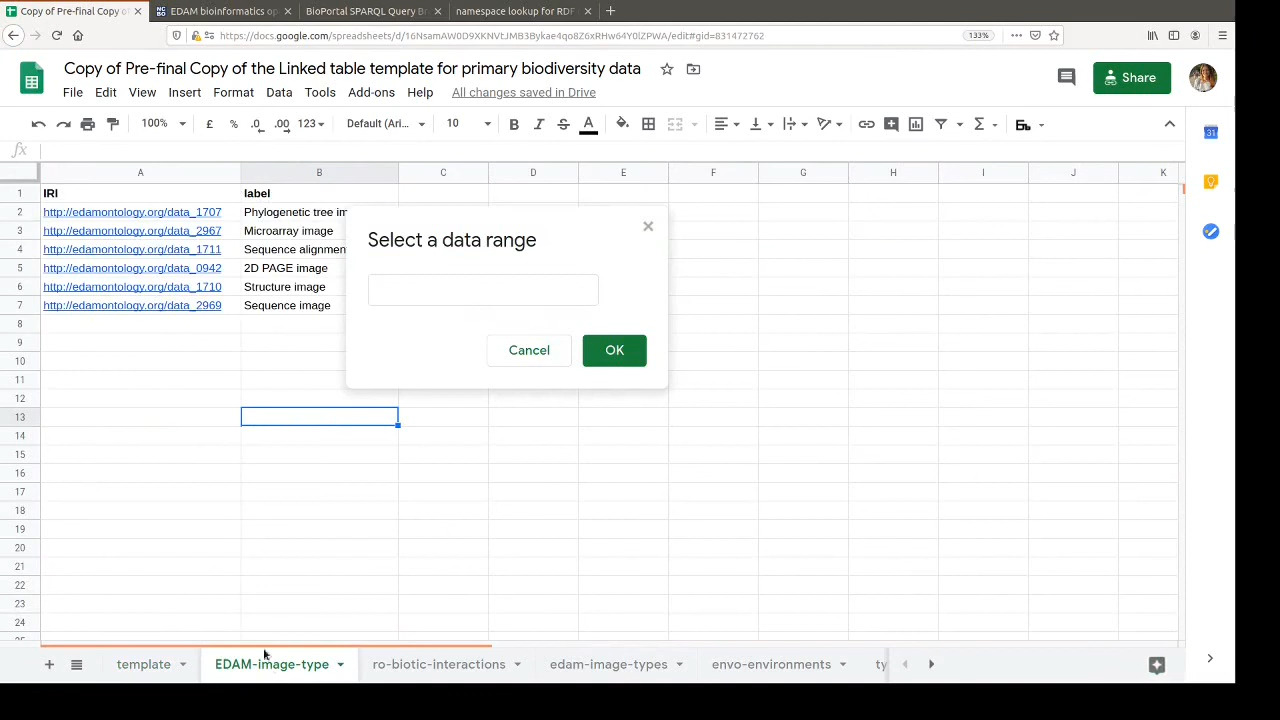 Copy of Pre-final Copy of
EDAM bioinformatics op
BioPortal SPARQL Query Br
namespace lookup for RDF
https://docs.google.com/spreadsheets/d/16NsamAW0D9XKNVtJMB3Bykae4qo8Z6xRHw64Y0lZPWA/edit#gid=831472762
133%
Copy of Pre-final Copy of the Linked table template for primary biodiversity data
Share
File Edit View Insert Format Data Tools Add-ons Help All changes saved in Drive
100% £ % .0 .00 123 Default (Ari... 10 B I S A
fx
A B C D E F G H I J K
1 IRI label
2 http://edamontology.org/data_1707 Phylogenetic tree im
3 http://edamontology.org/data_2967 Microarray image
4 http://edamontology.org/data_1711 Sequence alignment
5 http://edamontology.org/data_0942 2D PAGE image
6 http://edamontology.org/data_1710 Structure image
7 http://edamontology.org/data_2969 Sequence image
8
9
10
11
12
13
14
15
16
17
18
19
20
21
22
23
24
Select a data range
Cancel OK
template EDAM-image-type ro-biotic-interactions edam-image-types envo-environments ty
31